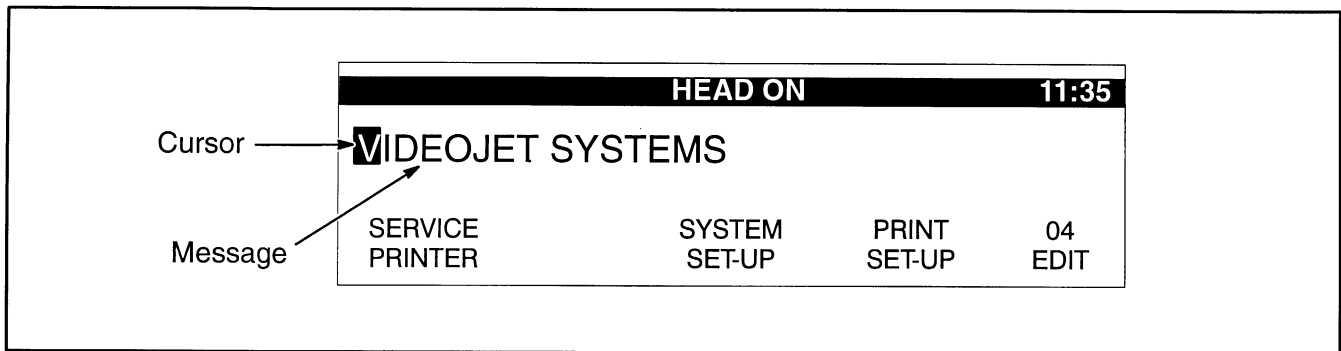 HEAD ON 11:35
Cursor
VIDEOJET SYSTEMS
Message
SERVICE SYSTEM PRINT 04
PRINTER SET-UP SET-UP EDIT